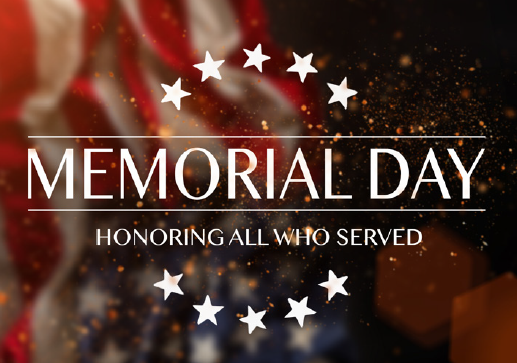 MEMORIAL DAY
HONORING ALL WHO SERVED